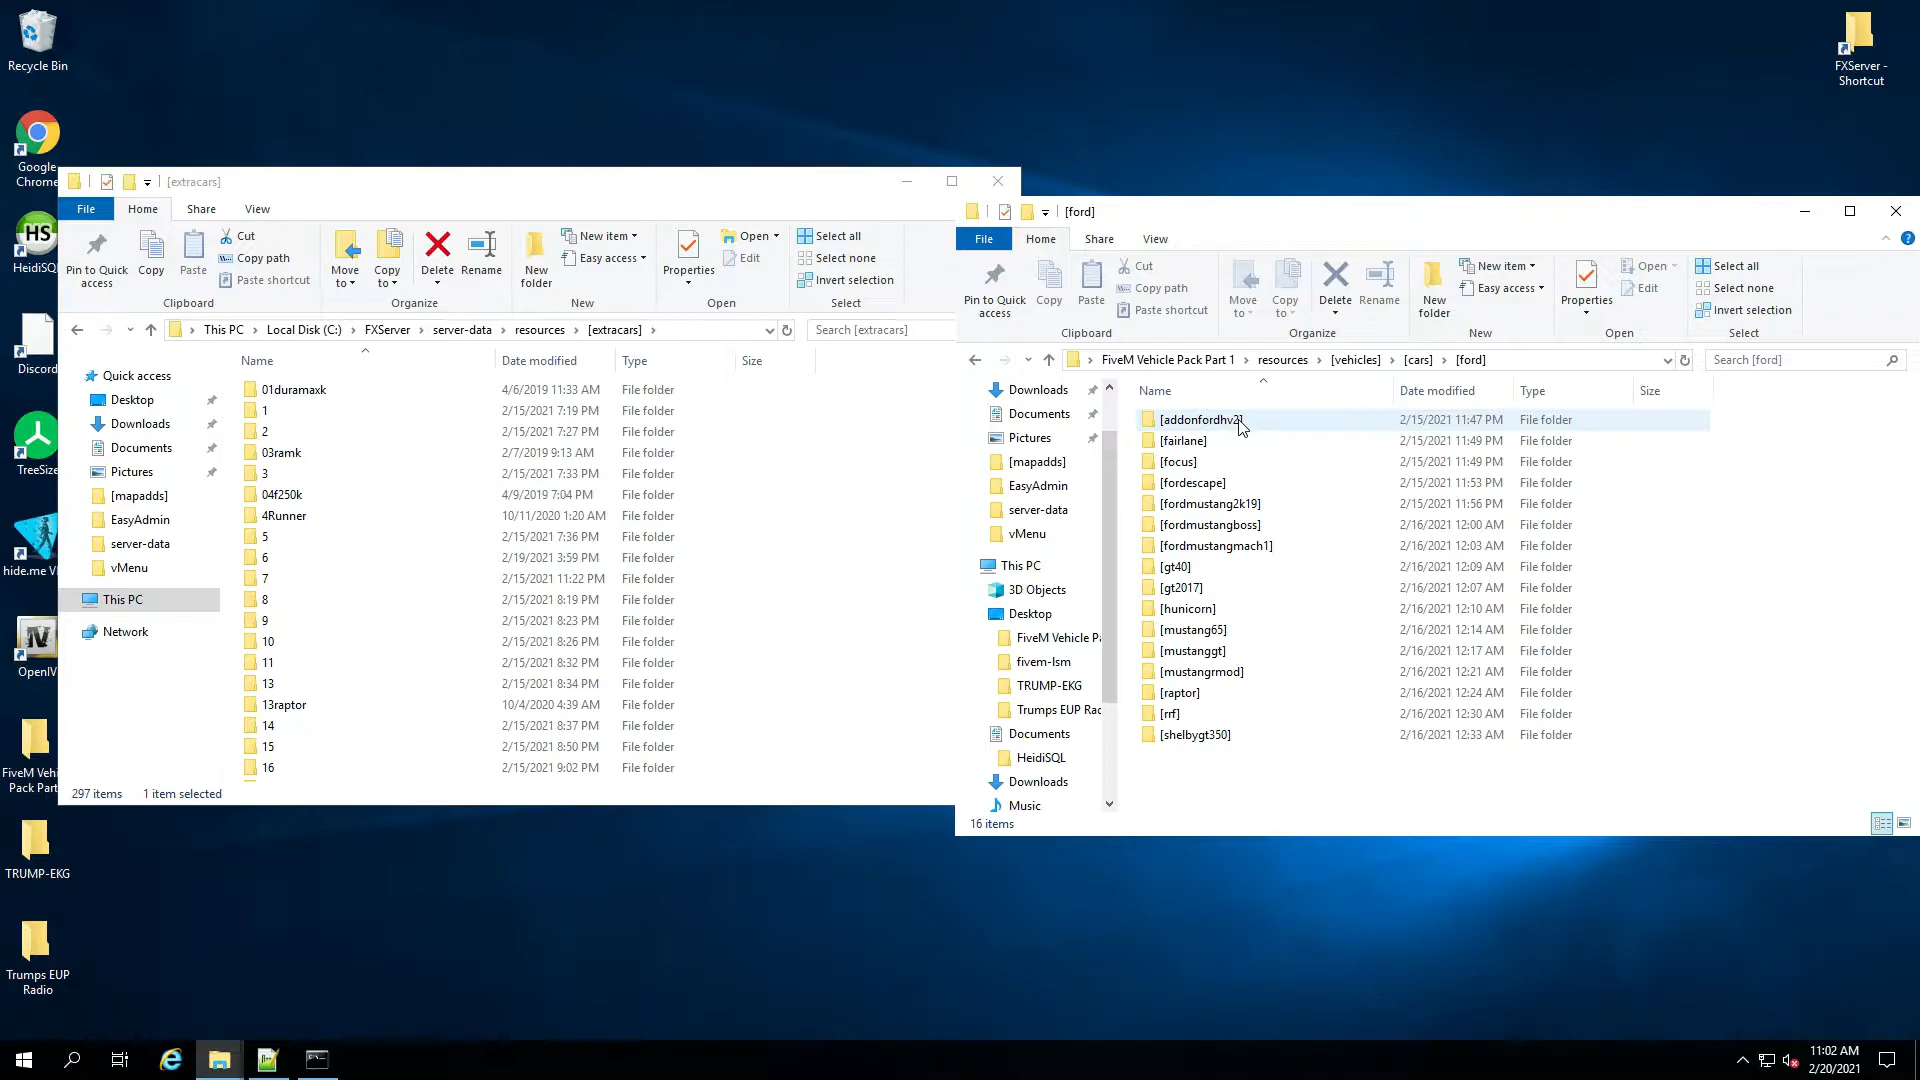 Recycle Bin
Google
Chrome
HS
HeidiSQ
Discord
TreeSize
hide.me V
OpenIV
FiveM Vehi
Pack Part
TRUMP-EKG
Trumps EUP
Radio
FXServer -
Shortcut
[extracars]
File
Home
Share
View
Pin to Quick
access
Copy
Paste
Cut
Copy path
Paste shortcut
Clipboard
Move
to
Copy
to
Delete
Rename
Organize
New
folder
New item
Easy access
New
Properties
Open
Edit
Open
Select all
Select none
Invert selection
Select
This PC
Local Disk (C:)
FXServer
server-data
resources
[extracars]
Search [extracars]
Quick access
Desktop
Downloads
Documents
Pictures
[mapadds]
EasyAdmin
server-data
vMenu
This PC
Network
Name Date modified Type Size
01duramaxk 4/6/2019 11:33 AM File folder
1 2/15/2021 7:19 PM File folder
2 2/15/2021 7:27 PM File folder
03ramk 2/7/2019 9:13 AM File folder
3 2/15/2021 7:33 PM File folder
04f250k 4/9/2019 7:04 PM File folder
4Runner 10/11/2020 1:20 AM File folder
5 2/15/2021 7:36 PM File folder
6 2/19/2021 3:59 PM File folder
7 2/15/2021 11:22 PM File folder
8 2/15/2021 8:19 PM File folder
9 2/15/2021 8:23 PM File folder
10 2/15/2021 8:26 PM File folder
11 2/15/2021 8:32 PM File folder
13 2/15/2021 8:34 PM File folder
13raptor 10/4/2020 4:39 AM File folder
14 2/15/2021 8:37 PM File folder
15 2/15/2021 8:50 PM File folder
16 2/15/2021 9:02 PM File folder
297 items 1 item selected
[ford]
File
Home
Share
View
Pin to Quick
access
Copy
Paste
Cut
Copy path
Paste shortcut
Clipboard
Move
to
Copy
to
Delete
Rename
Organize
New
folder
New item
Easy access
New
Properties
Open
Edit
Open
Select all
Select none
Invert selection
Select
FiveM Vehicle Pack Part 1
resources
[vehicles]
[cars]
[ford]
Search [ford]
Downloads
Documents
Pictures
[mapadds]
EasyAdmin
server-data
vMenu
This PC
3D Objects
Desktop
FiveM Vehicle Pa
fivem-lsm
TRUMP-EKG
Trumps EUP Rac
Documents
HeidiSQL
Downloads
Music
Name Date modified Type Size
[addonfordhv2] 2/15/2021 11:47 PM File folder
[fairlane] 2/15/2021 11:49 PM File folder
[focus] 2/15/2021 11:49 PM File folder
[fordescape] 2/15/2021 11:53 PM File folder
[fordmustang2k19] 2/15/2021 11:56 PM File folder
[fordmustangboss] 2/16/2021 12:00 AM File folder
[fordmustangmach1] 2/16/2021 12:03 AM File folder
[gt40] 2/16/2021 12:09 AM File folder
[gt2017] 2/16/2021 12:07 AM File folder
[hunicorn] 2/16/2021 12:10 AM File folder
[mustang65] 2/16/2021 12:14 AM File folder
[mustanggt] 2/16/2021 12:17 AM File folder
[mustangrmod] 2/16/2021 12:21 AM File folder
[raptor] 2/16/2021 12:24 AM File folder
[rrf] 2/16/2021 12:30 AM File folder
[shelbygt350] 2/16/2021 12:33 AM File folder
16 items
11:02 AM
2/20/2021